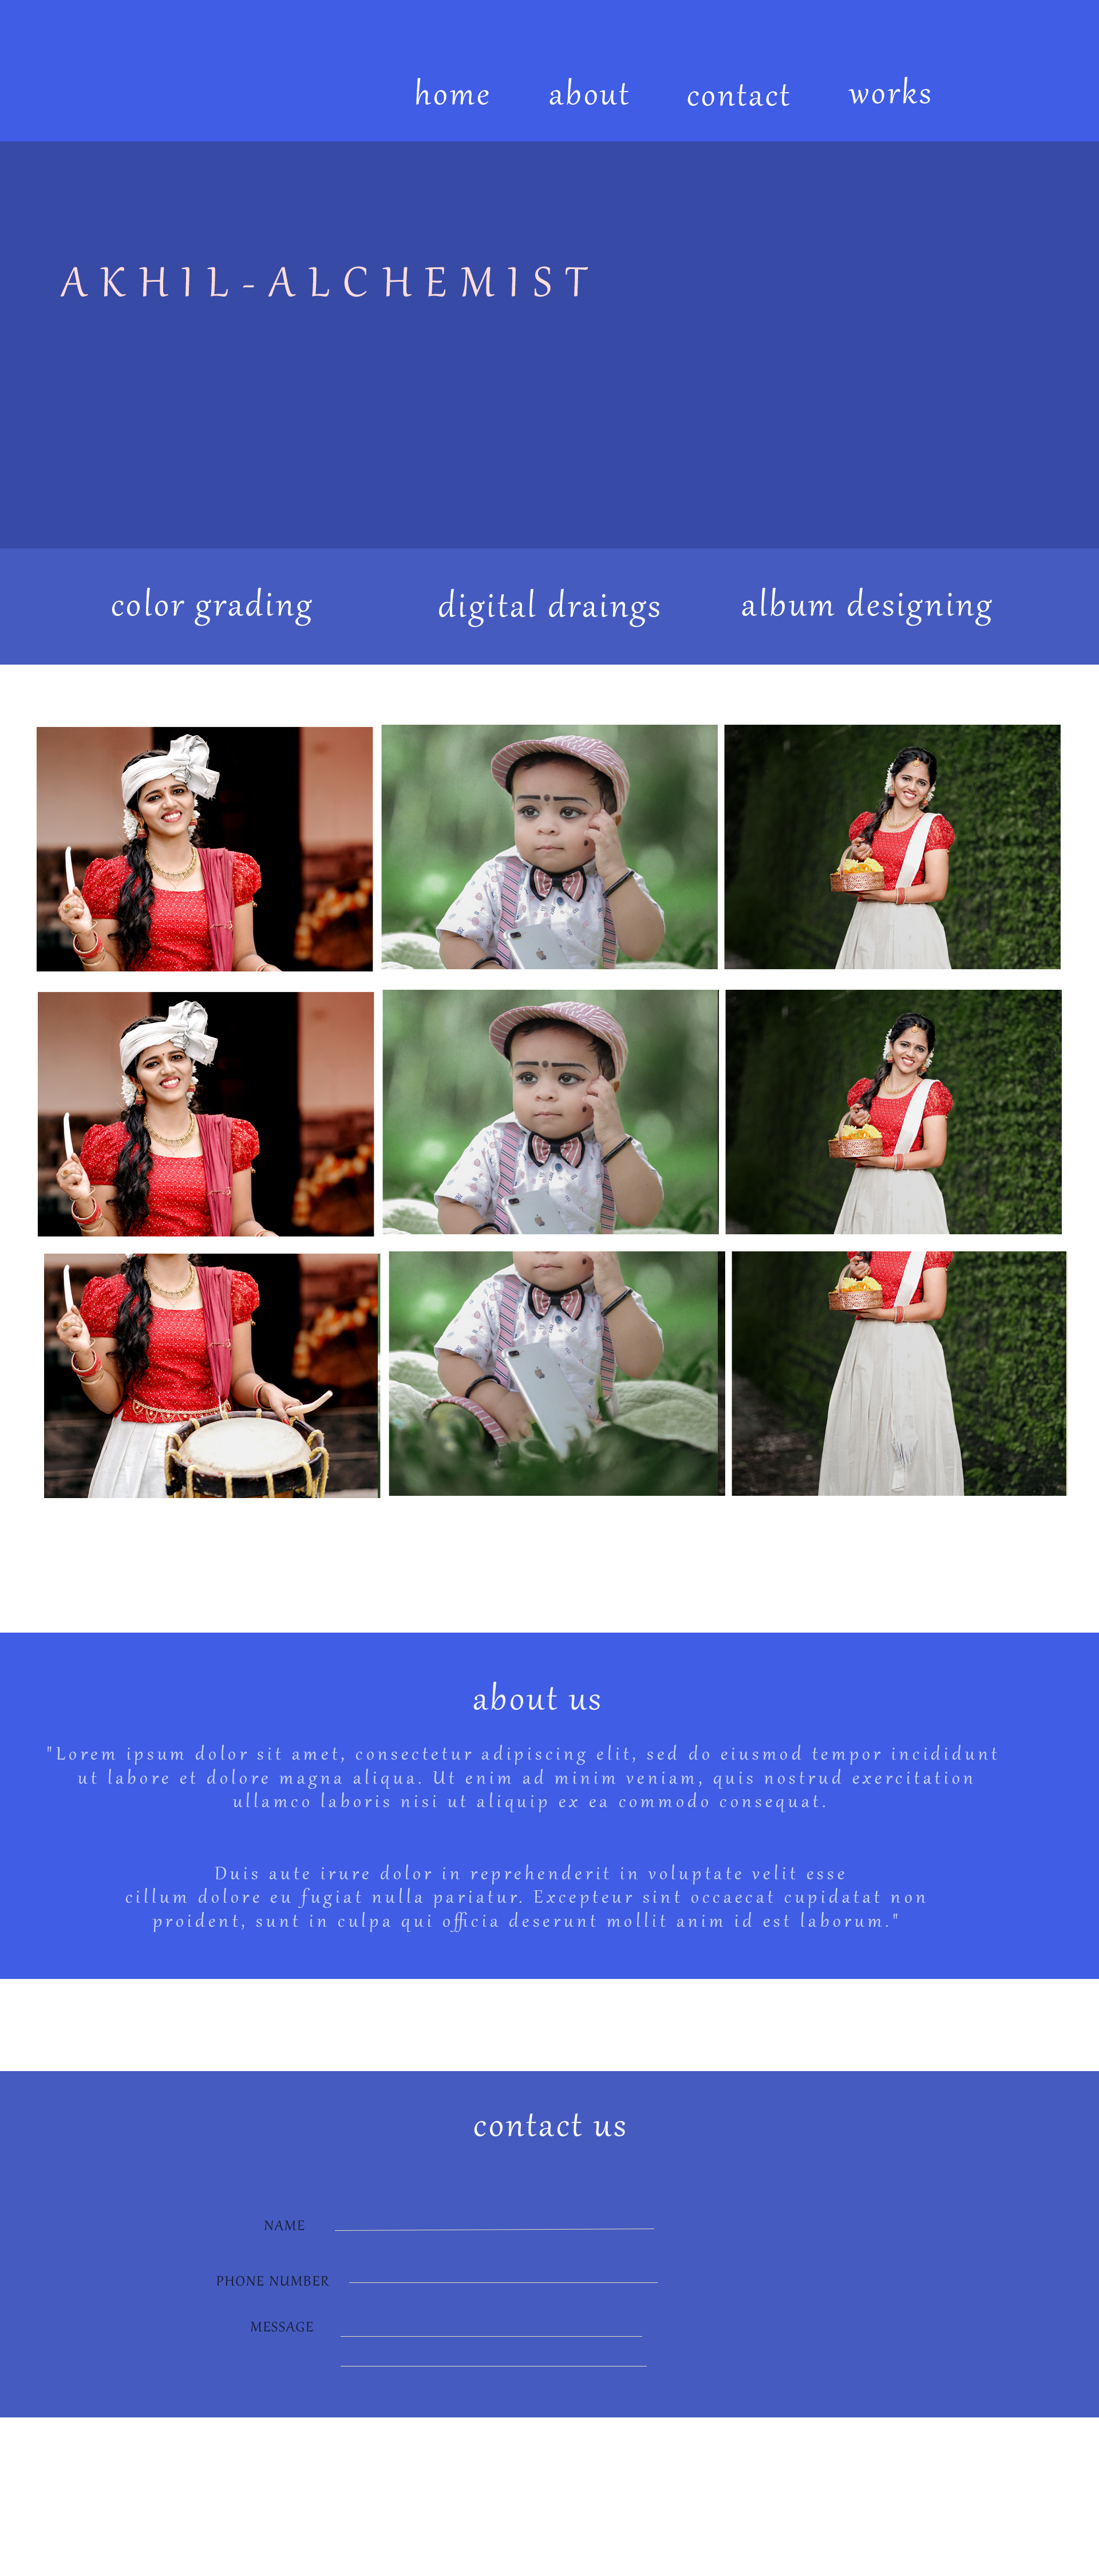 home about contact works
AKHIL-ALCHEMIST
color grading digital draings album designing
about us
"Lorem ipsum dolor sit amet, consectetur adipiscing elit, sed do eiusmod tempor incididunt
ut labore et dolore magna aliqua. Ut enim ad minim veniam, quis nostrud exercitation
ullamco laboris nisi ut aliquip ex ea commodo consequat.
Duis aute irure dolor in reprehenderit in voluptate velit esse
cillum dolore eu fugiat nulla pariatur. Excepteur sint occaecat cupidatat non
proident, sunt in culpa qui officia deserunt mollit anim id est laborum."
contact us
NAME
PHONE NUMBER
MESSAGE